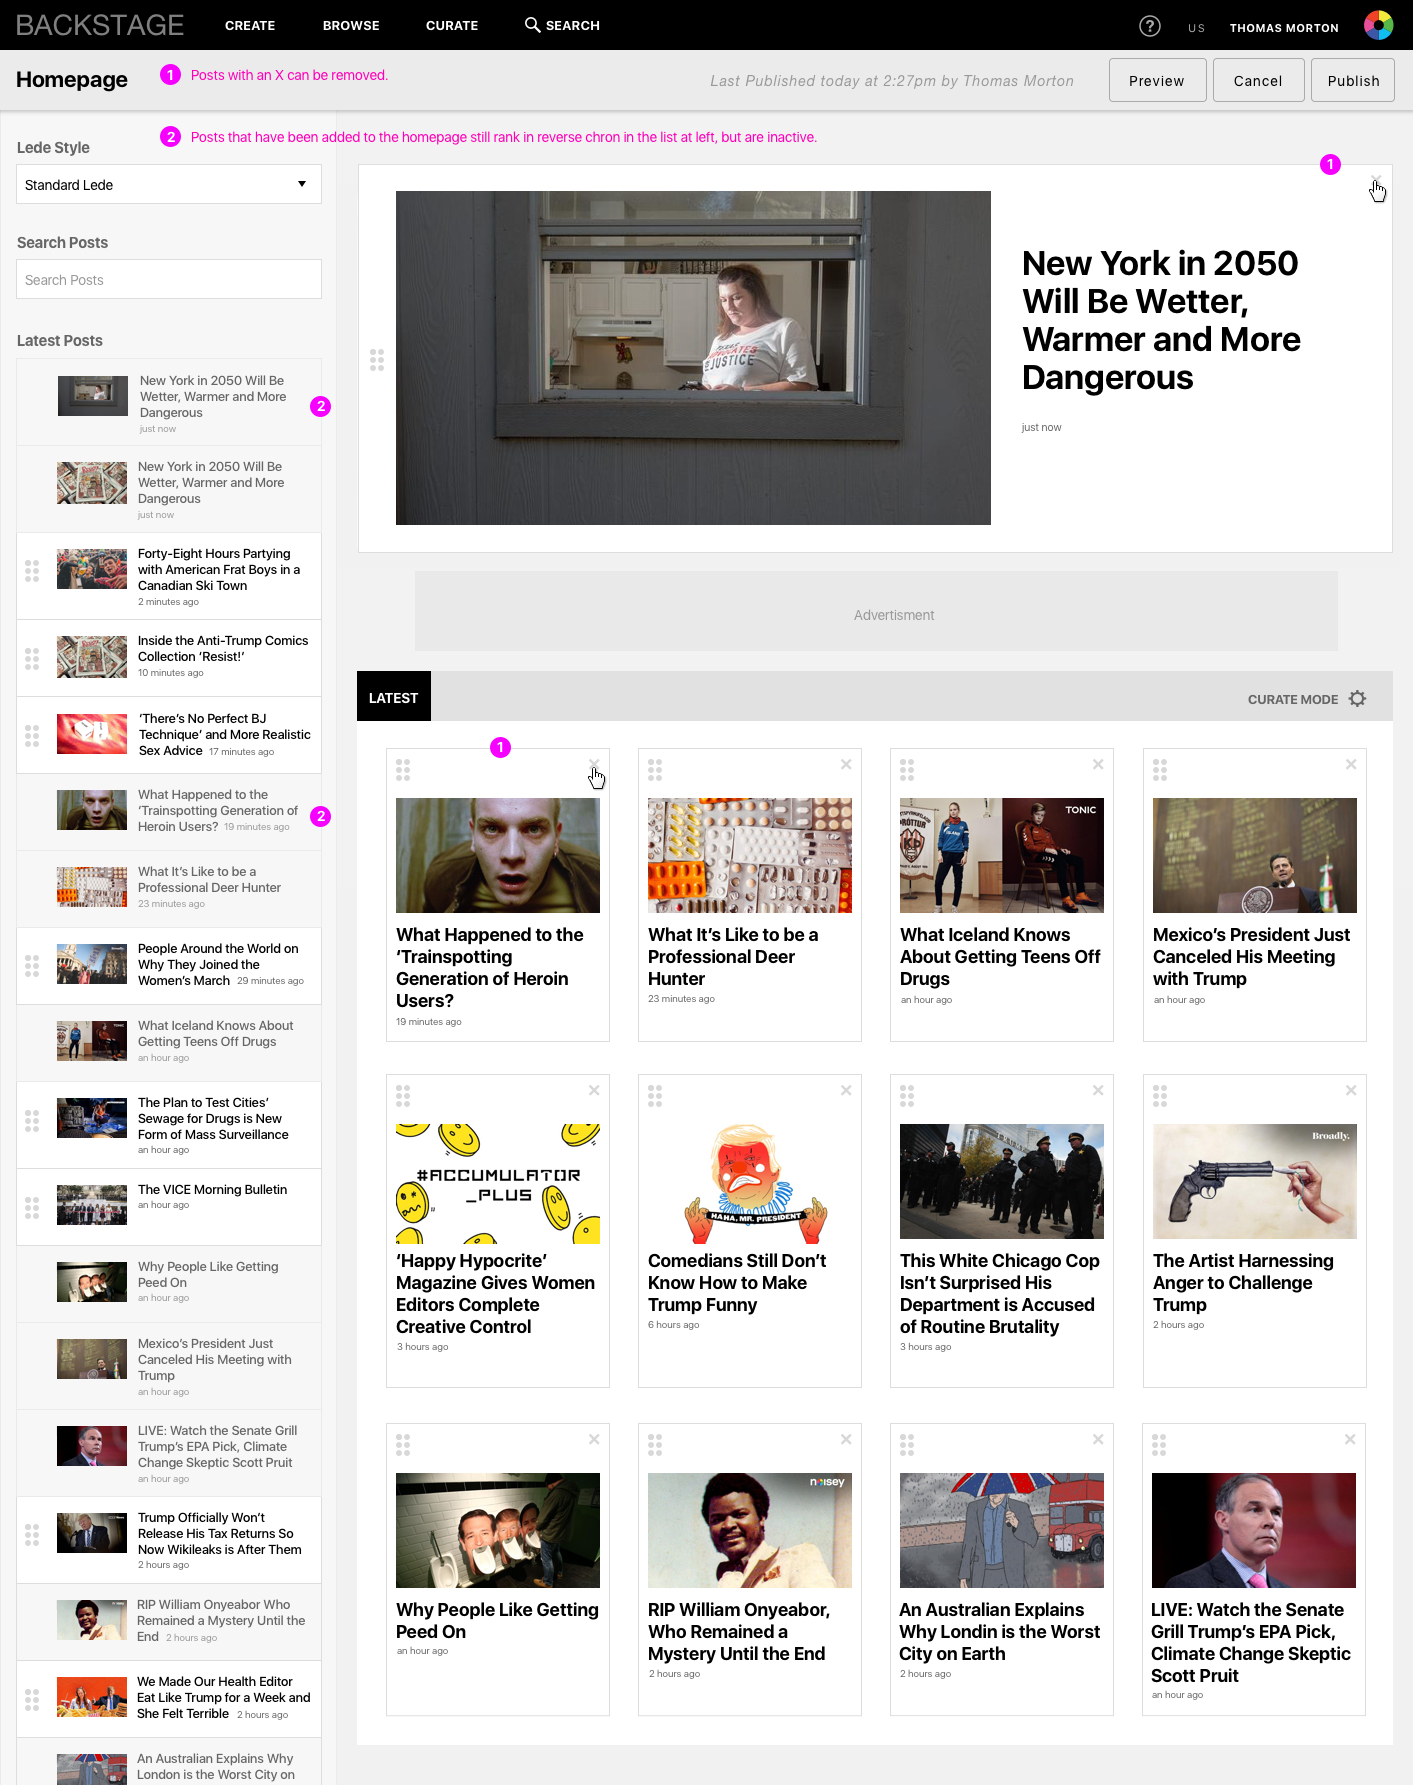 BACKSTAGE
CREATE
BROWSE
CURATE
SEARCH
?
US
THOMAS MORTON
Homepage
1 Posts with an X can be removed.
Last Published today at 2:27pm by Thomas Morton
Preview
Cancel
Publish
2 Posts that have been added to the homepage still rank in reverse chron in the list at left, but are inactive.
Lede Style
Standard Lede
Search Posts
Search Posts
Latest Posts
New York in 2050 Will Be
Wetter, Warmer and More
Dangerous
just now
2
New York in 2050 Will Be
Wetter, Warmer and More
Dangerous
just now
Forty-Eight Hours Partying
with American Frat Boys in a
Canadian Ski Town
2 minutes ago
Inside the Anti-Trump Comics
Collection ‘Resist!’
10 minutes ago
‘There’s No Perfect BJ
Technique’ and More Realistic
Sex Advice 17 minutes ago
What Happened to the
‘Trainspotting Generation of
Heroin Users? 19 minutes ago
2
What It’s Like to be a
Professional Deer Hunter
23 minutes ago
People Around the World on
Why They Joined the
Women’s March 29 minutes ago
What Iceland Knows About
Getting Teens Off Drugs
an hour ago
The Plan to Test Cities’
Sewage for Drugs is New
Form of Mass Surveillance
an hour ago
The VICE Morning Bulletin
an hour ago
Why People Like Getting
Peed On
an hour ago
Mexico’s President Just
Canceled His Meeting with
Trump
an hour ago
LIVE: Watch the Senate Grill
Trump’s EPA Pick, Climate
Change Skeptic Scott Pruit
an hour ago
Trump Officially Won’t
Release His Tax Returns So
Now Wikileaks is After Them
2 hours ago
RIP William Onyeabor Who
Remained a Mystery Until the
End 2 hours ago
We Made Our Health Editor
Eat Like Trump for a Week and
She Felt Terrible 2 hours ago
An Australian Explains Why
London is the Worst City on
1
New York in 2050
Will Be Wetter,
Warmer and More
Dangerous
just now
Advertisment
LATEST
CURATE MODE
1
What Happened to the
‘Trainspotting
Generation of Heroin
Users?
19 minutes ago
What It’s Like to be a
Professional Deer
Hunter
23 minutes ago
TONIC
What Iceland Knows
About Getting Teens Off
Drugs
an hour ago
Mexico’s President Just
Canceled His Meeting
with Trump
an hour ago
#ACCUMULATOR
_PLUS
‘Happy Hypocrite’
Magazine Gives Women
Editors Complete
Creative Control
3 hours ago
HAHA, MR. PRESIDENT
Comedians Still Don’t
Know How to Make
Trump Funny
6 hours ago
This White Chicago Cop
Isn’t Surprised His
Department is Accused
of Routine Brutality
3 hours ago
Broadly.
The Artist Harnessing
Anger to Challenge
Trump
2 hours ago
Why People Like Getting
Peed On
an hour ago
noisey
RIP William Onyeabor,
Who Remained a
Mystery Until the End
2 hours ago
An Australian Explains
Why Londin is the Worst
City on Earth
2 hours ago
LIVE: Watch the Senate
Grill Trump’s EPA Pick,
Climate Change Skeptic
Scott Pruit
an hour ago